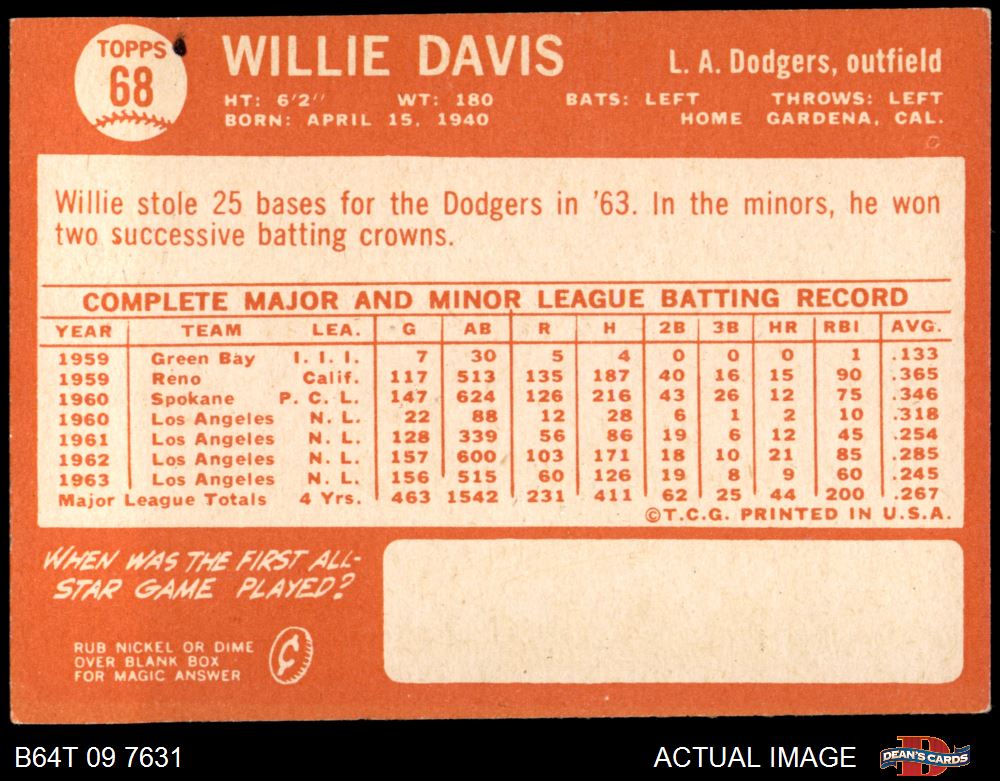 TOPPS
68
WILLIE DAVIS
L. A. Dodgers, outfield
HT: 6'2" WT: 180 BATS: LEFT THROWS: LEFT
BORN: APRIL 15, 1940 HOME GARDENA, CAL.
Willie stole 25 bases for the Dodgers in '63. In the minors, he won
two successive batting crowns.
COMPLETE MAJOR AND MINOR LEAGUE BATTING RECORD
YEAR TEAM LEA. G AB R H 2B 3B HR RBI AVG.
1959 Green Bay I. I. I. 7 30 5 4 0 0 0 1 .133
1959 Reno Calif. 117 513 135 187 40 16 15 90 .365
1960 Spokane P. C. L. 147 624 126 216 43 26 12 75 .346
1960 Los Angeles N. L. 22 88 12 28 6 1 2 10 .318
1961 Los Angeles N. L. 128 339 56 86 19 6 12 45 .254
1962 Los Angeles N. L. 157 600 103 171 18 10 21 85 .285
1963 Los Angeles N. L. 156 515 60 126 19 8 9 60 .245
Major League Totals 4 Yrs. 463 1542 231 411 62 25 44 200 .267
©T.C.G. PRINTED IN U.S.A.
WHEN WAS THE FIRST ALL-
STAR GAME PLAYED?
RUB NICKEL OR DIME
OVER BLANK BOX
FOR MAGIC ANSWER
¢
B64T 09 7631
ACTUAL IMAGE
D
DEAN'S CARDS